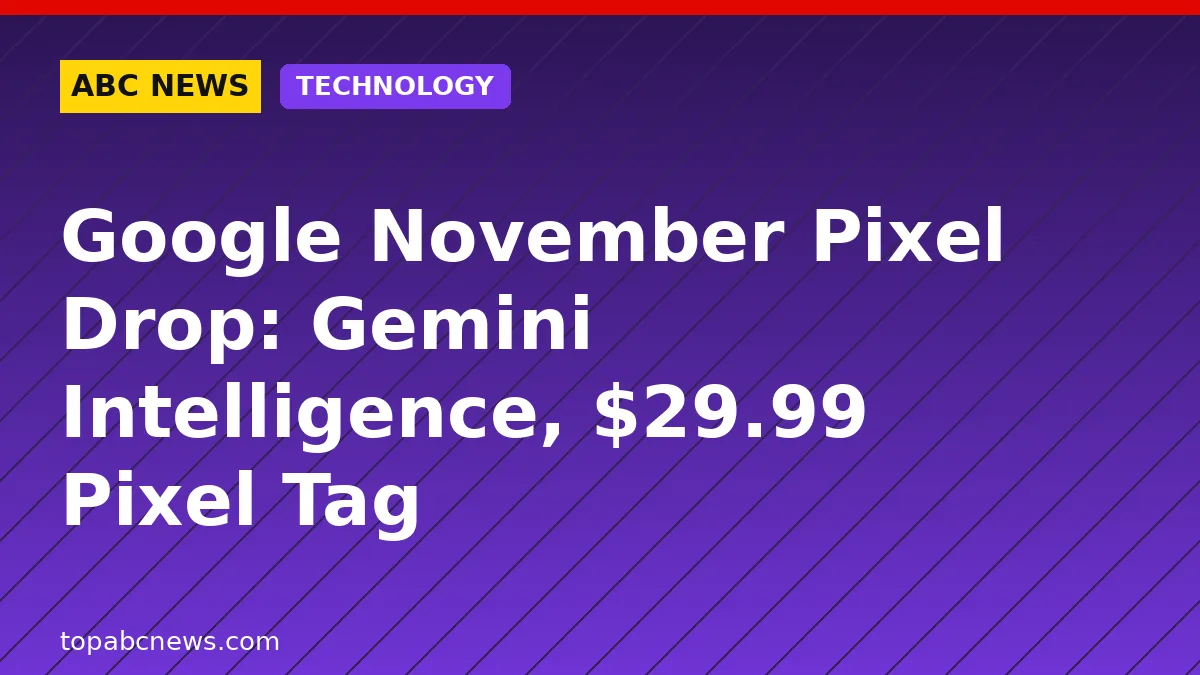 ABC NEWS
TECHNOLOGY
Google November Pixel
Drop: Gemini
Intelligence, $29.99
Pixel Tag
topabcnews.com